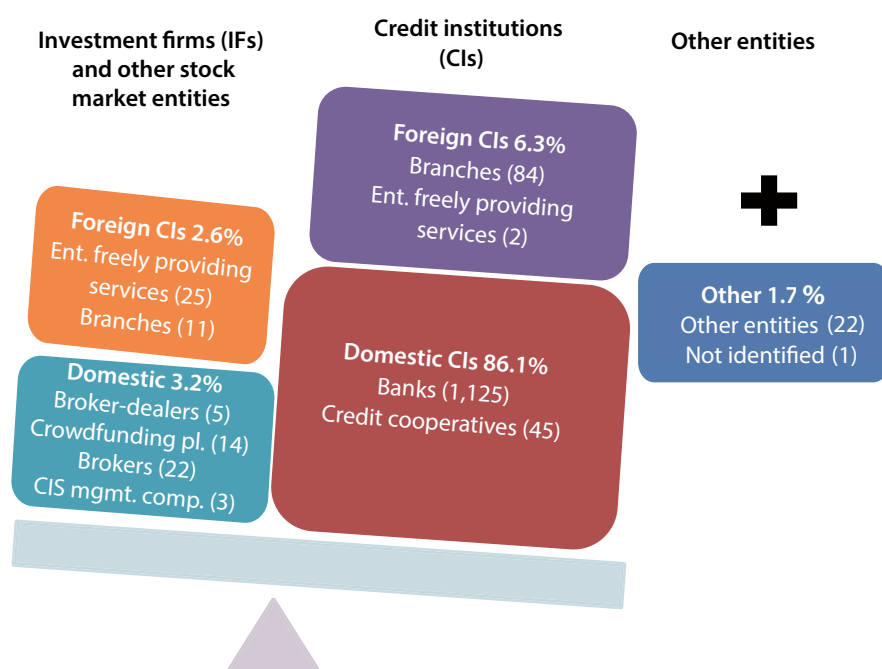 Investment firms (IFs)
and other stock
market entities
Credit institutions
(CIs)
Other entities
Foreign CIs 2.6%
Ent. freely providing
services (25)
Branches (11)
Domestic 3.2%
Broker-dealers (5)
Crowdfunding pl. (14)
Brokers (22)
CIS mgmt. comp. (3)
Foreign CIs 6.3%
Branches (84)
Ent. freely providing
services (2)
Domestic CIs 86.1%
Banks (1,125)
Credit cooperatives (45)
Other 1.7 %
Other entities (22)
Not identified (1)